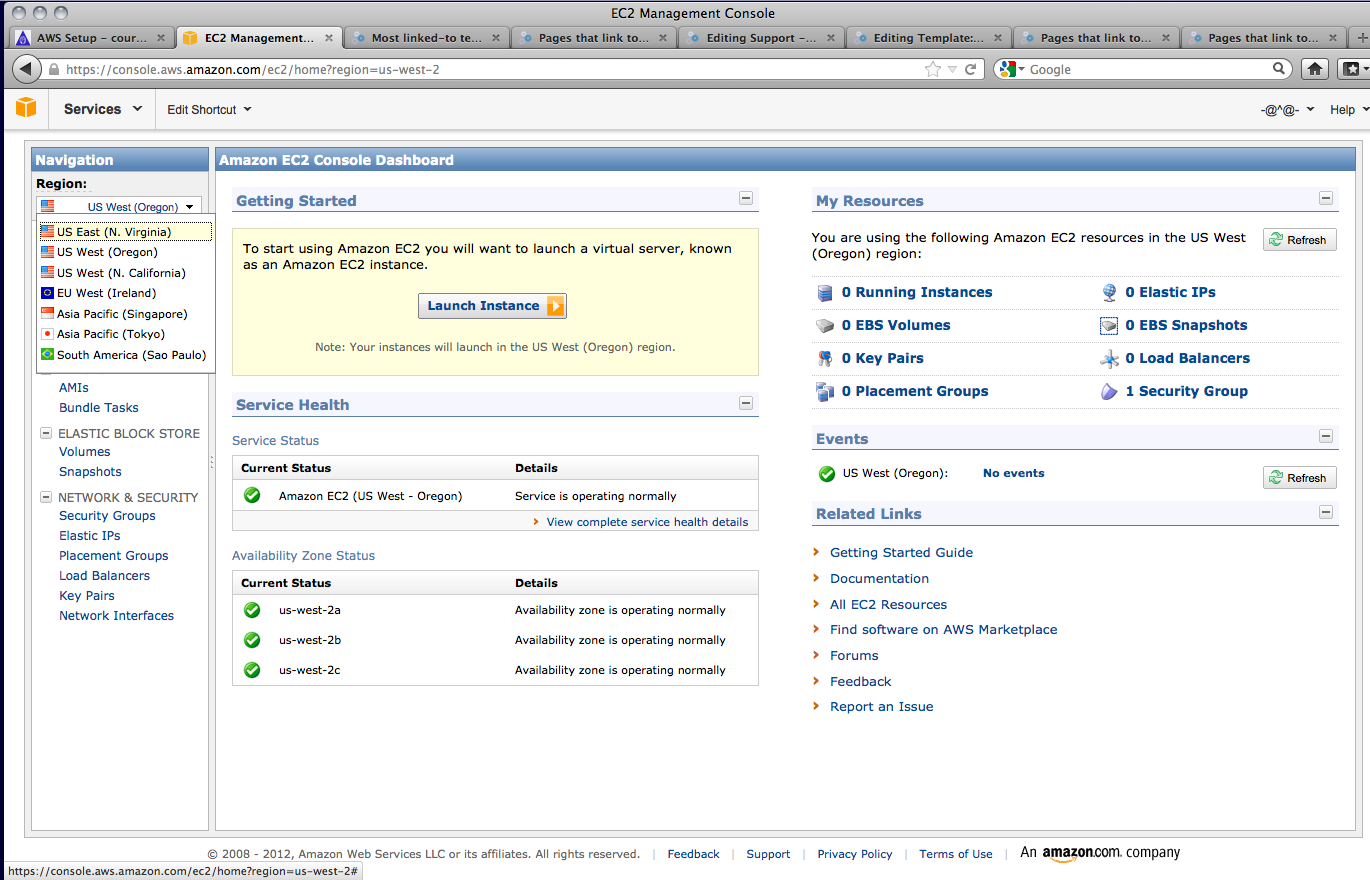 EC2 Management Console
AWS Setup – cour...
EC2 Management...
Most linked-to te...
Pages that link to...
Editing Support –...
Editing Template:...
Pages that link to...
Pages that link to...
https://console.aws.amazon.com/ec2/home?region=us-west-2
Google
Services
Edit Shortcut
-@^@-
Help
Navigation
Region:
US West (Oregon)
US East (N. Virginia)
US West (Oregon)
US West (N. California)
EU West (Ireland)
Asia Pacific (Singapore)
Asia Pacific (Tokyo)
South America (Sao Paulo)
AMIs
Bundle Tasks
ELASTIC BLOCK STORE
Volumes
Snapshots
NETWORK & SECURITY
Security Groups
Elastic IPs
Placement Groups
Load Balancers
Key Pairs
Network Interfaces
Amazon EC2 Console Dashboard
Getting Started
To start using Amazon EC2 you will want to launch a virtual server, known
as an Amazon EC2 instance.
Launch Instance
Note: Your instances will launch in the US West (Oregon) region.
Service Health
Service Status
Current Status Details
Amazon EC2 (US West - Oregon) Service is operating normally
View complete service health details
Availability Zone Status
Current Status Details
us-west-2a Availability zone is operating normally
us-west-2b Availability zone is operating normally
us-west-2c Availability zone is operating normally
My Resources
You are using the following Amazon EC2 resources in the US West
(Oregon) region:
Refresh
0 Running Instances 0 Elastic IPs
0 EBS Volumes 0 EBS Snapshots
0 Key Pairs 0 Load Balancers
0 Placement Groups 1 Security Group
Events
US West (Oregon): No events
Refresh
Related Links
Getting Started Guide
Documentation
All EC2 Resources
Find software on AWS Marketplace
Forums
Feedback
Report an Issue
© 2008 - 2012, Amazon Web Services LLC or its affiliates. All rights reserved. | Feedback | Support | Privacy Policy | Terms of Use | An amazon.com. company
https://console.aws.amazon.com/ec2/home?region=us-west-2#